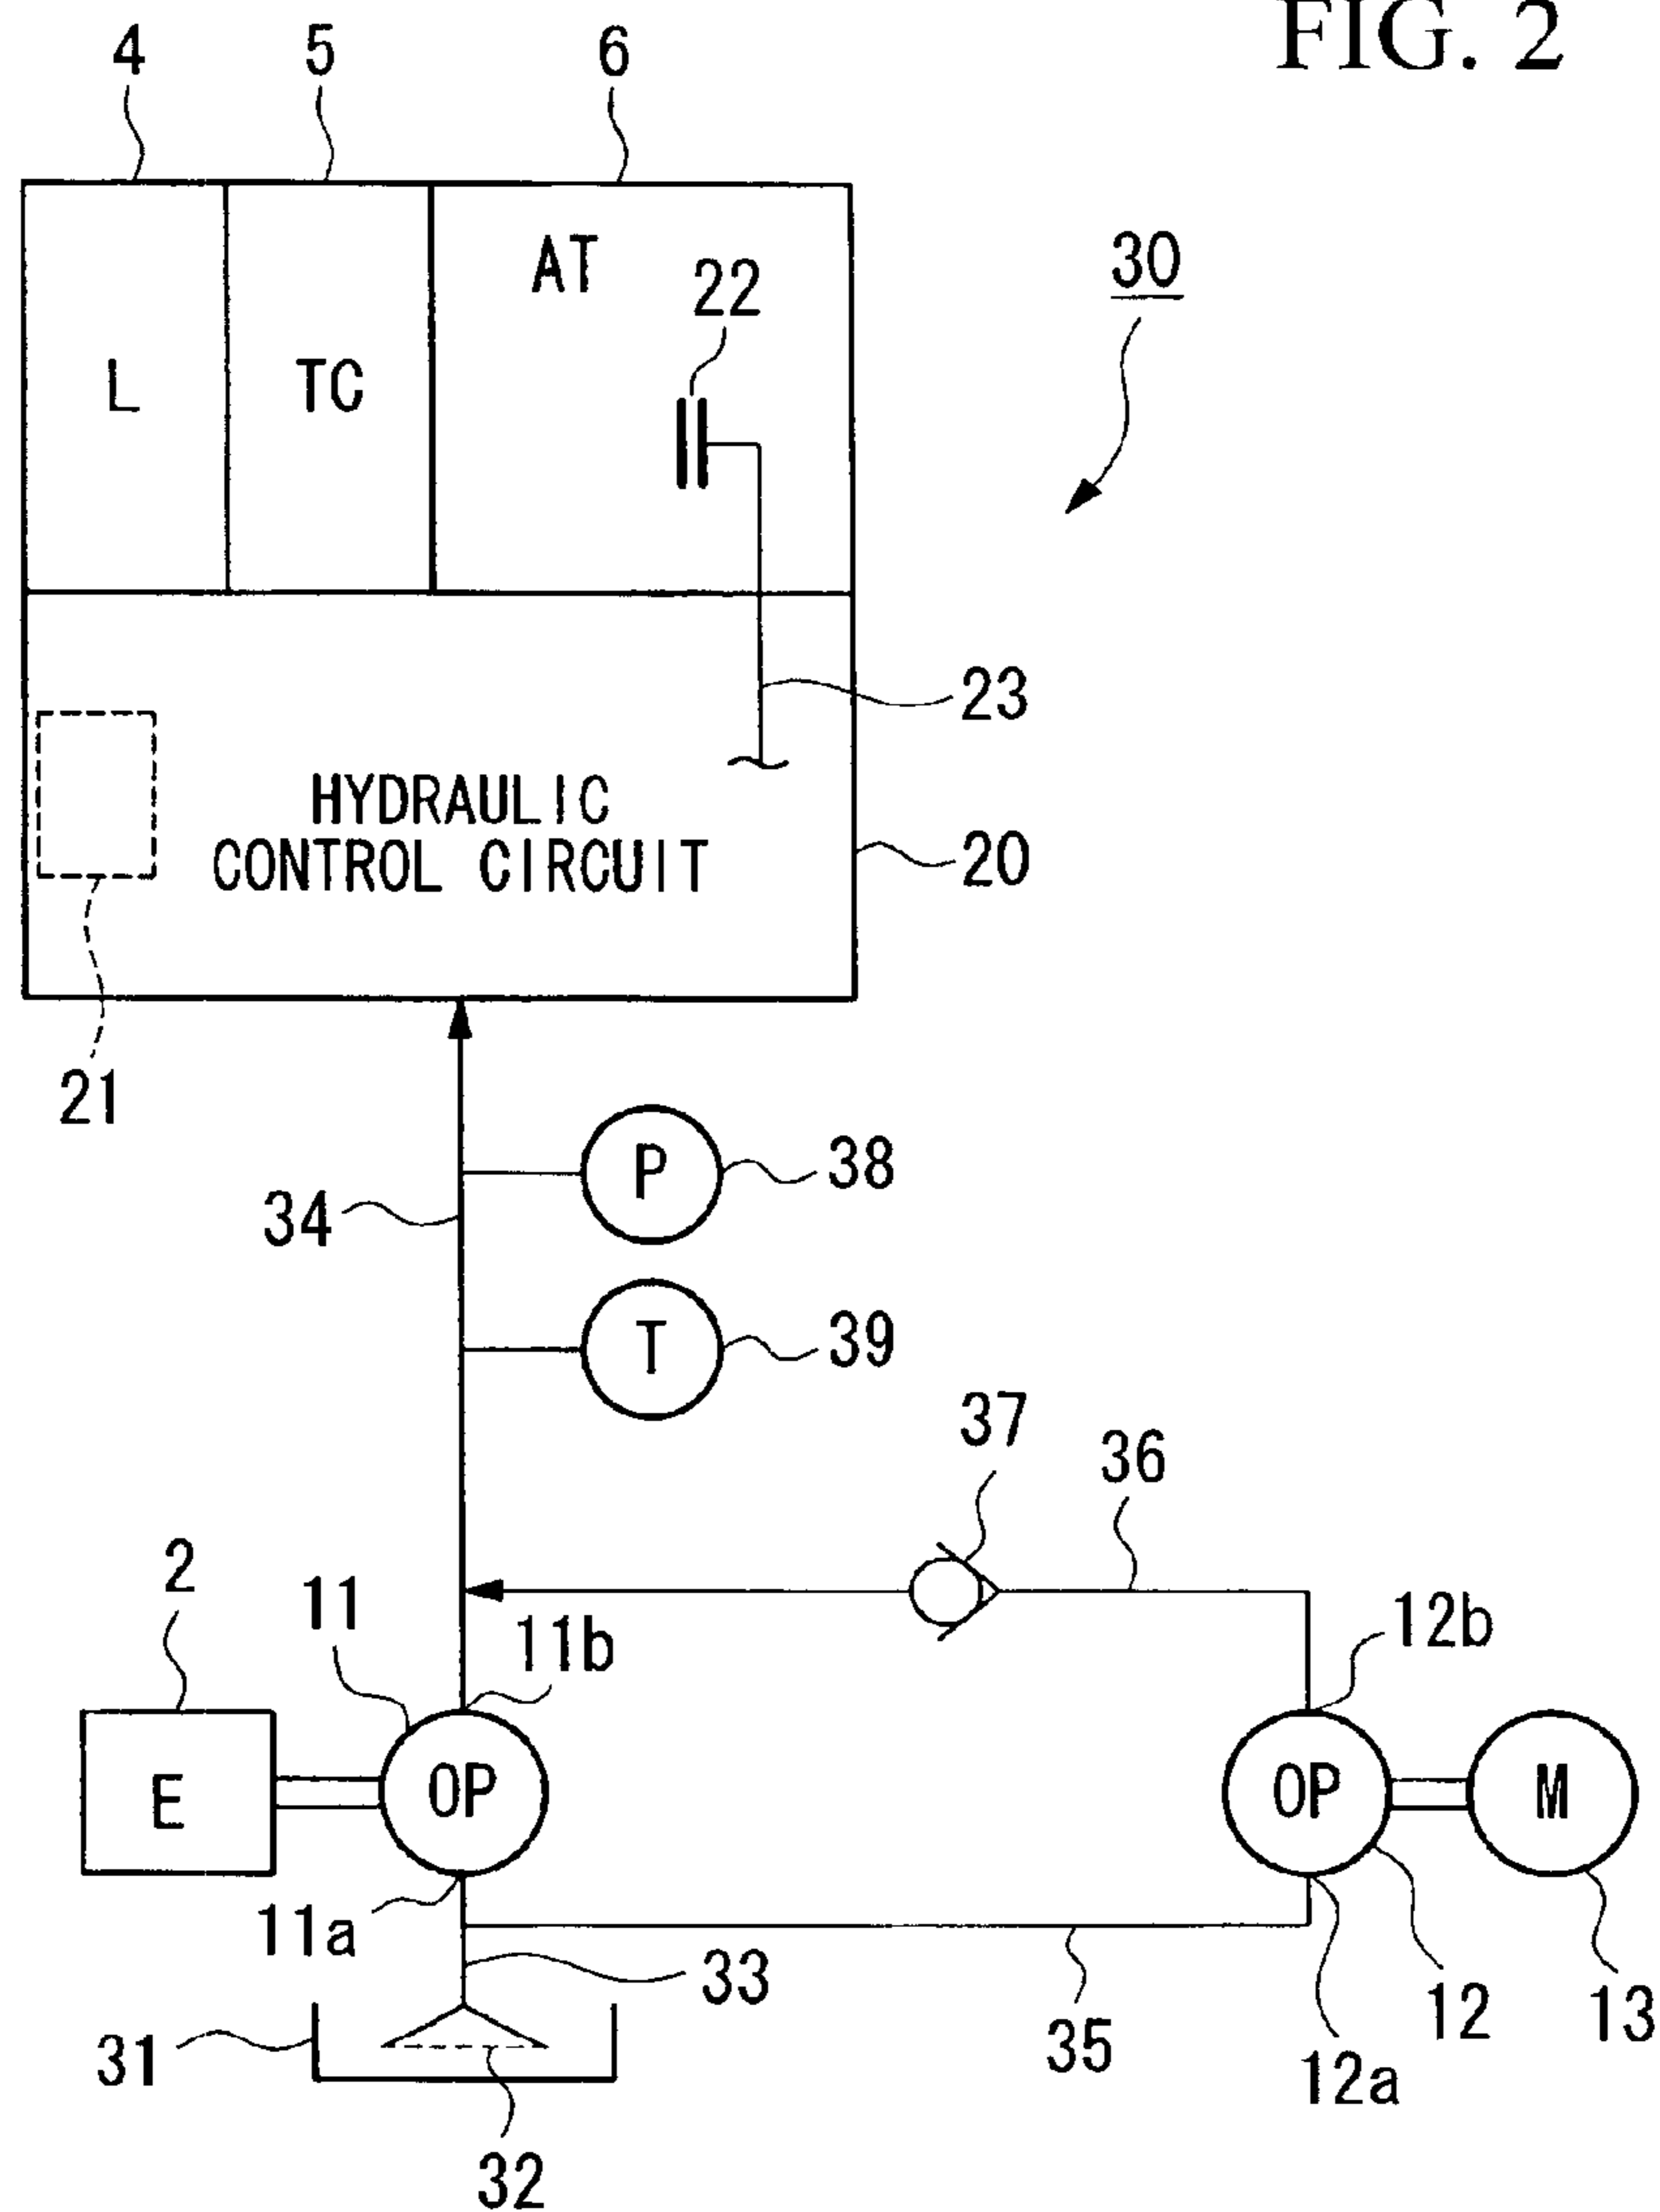 FIG. 2
4 5 6
30
AT
22
L TC
23
HYDRAULIC
CONTROL CIRCUIT
20
21
P 38
34
T 39
37
36
2
11
11b
12b
E OP OP M
11a
33
12
13
31
35
12a
32